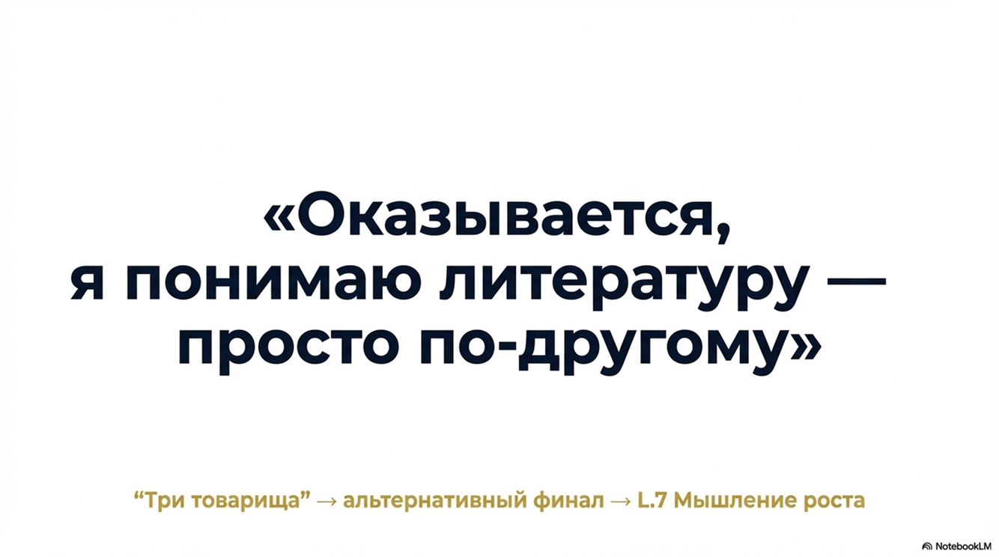 «Оказывается,
я понимаю литературу —
просто по-другому»
“Три товарища” → альтернативный финал → L.7 Мышление роста
NotebookLM